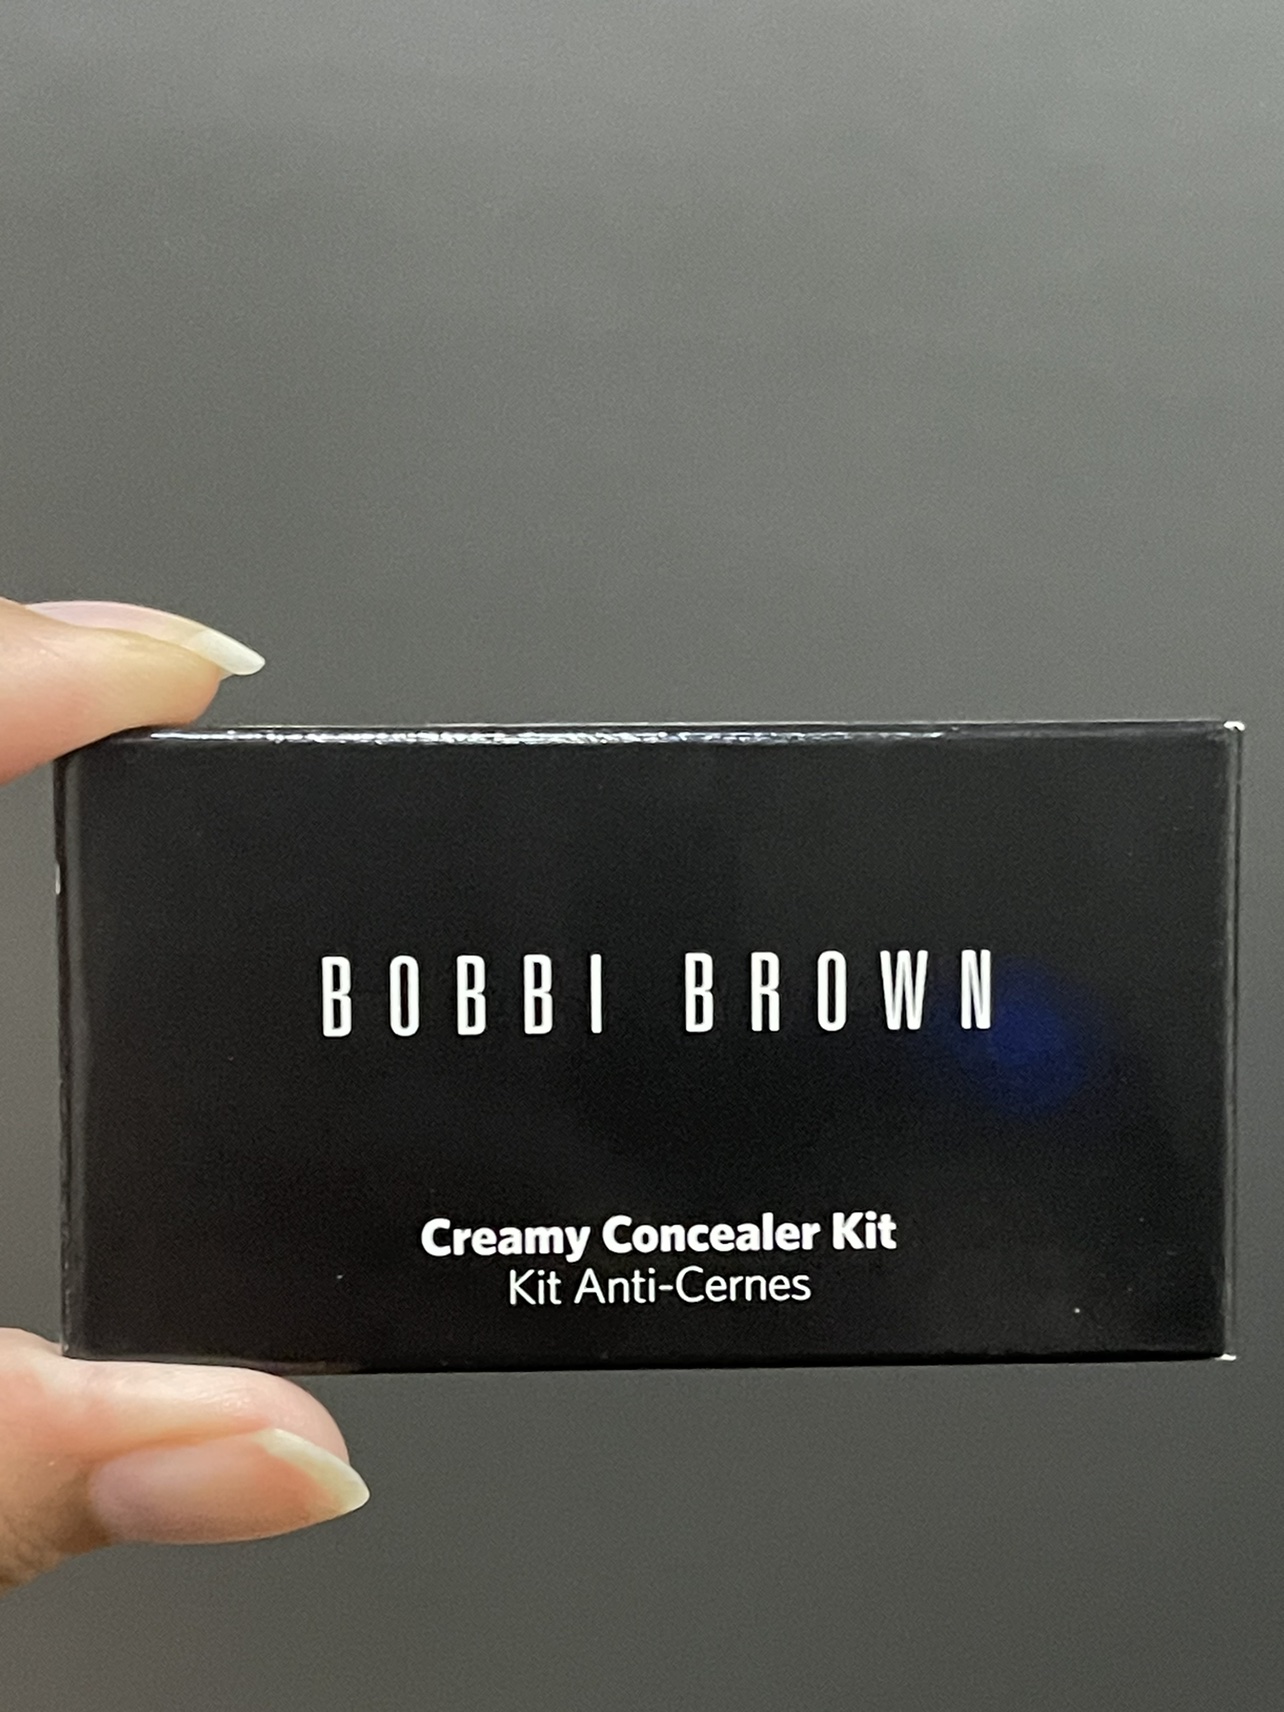 BOBBI BROWN
Creamy Concealer Kit
Kit Anti-Cernes